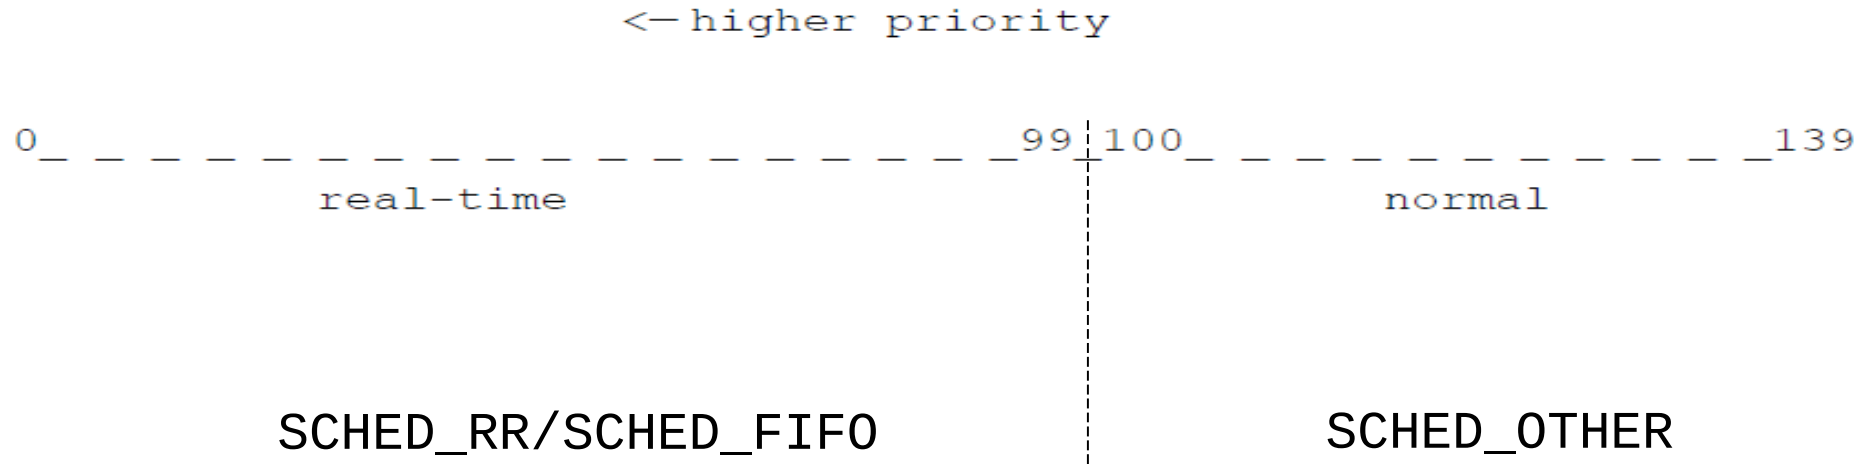 <—higher priority
0_ _ _ _ _ _ _ _ _ _ _ _ _ _ _ _ _ _99_100_ _ _ _ _ _ _ _ _ _ _139
real-time normal
SCHED_RR/SCHED_FIFO SCHED_OTHER